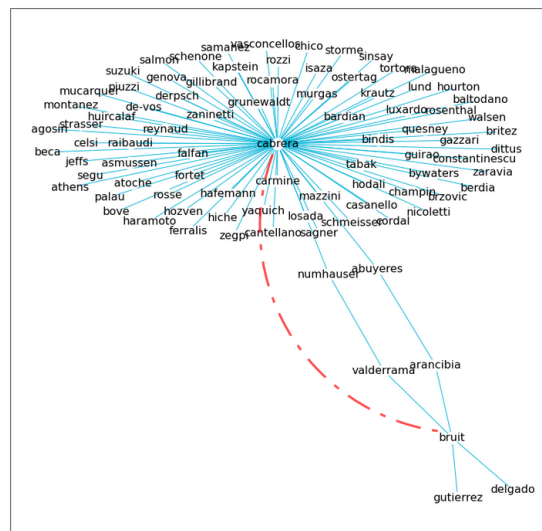 samanez vasconcellos chico storme
salmon schenone rozzi sinsay
suzuki kapstein isaza tortora malagueno
genova gillibrand rocamora ostertag
mucarquer piuzzi derpsch murgas krautz lund hourton
montanez de-vos grunewaldt luxardo rosenthal baltodano
huircalaf zaninetti bardian walsen
agosin strasser reynaud quesney britez
celsi raibaudi cabrera bindis gazzari
beca falfan guirao dittus
jeffs asmussen tabak constantinescu
segu fortet bywaters zaravia
athens atoche carmine hodali berdia
palau rosse hafemann mazzini champin brzovic
bove hozven yaquich casanello nicoletti
haramoto hiche losada schmeisser cordal
ferralis zegpi cantellano sagner
numhauser abuyeres
valderrama arancibia
bruit
gutierrez delgado